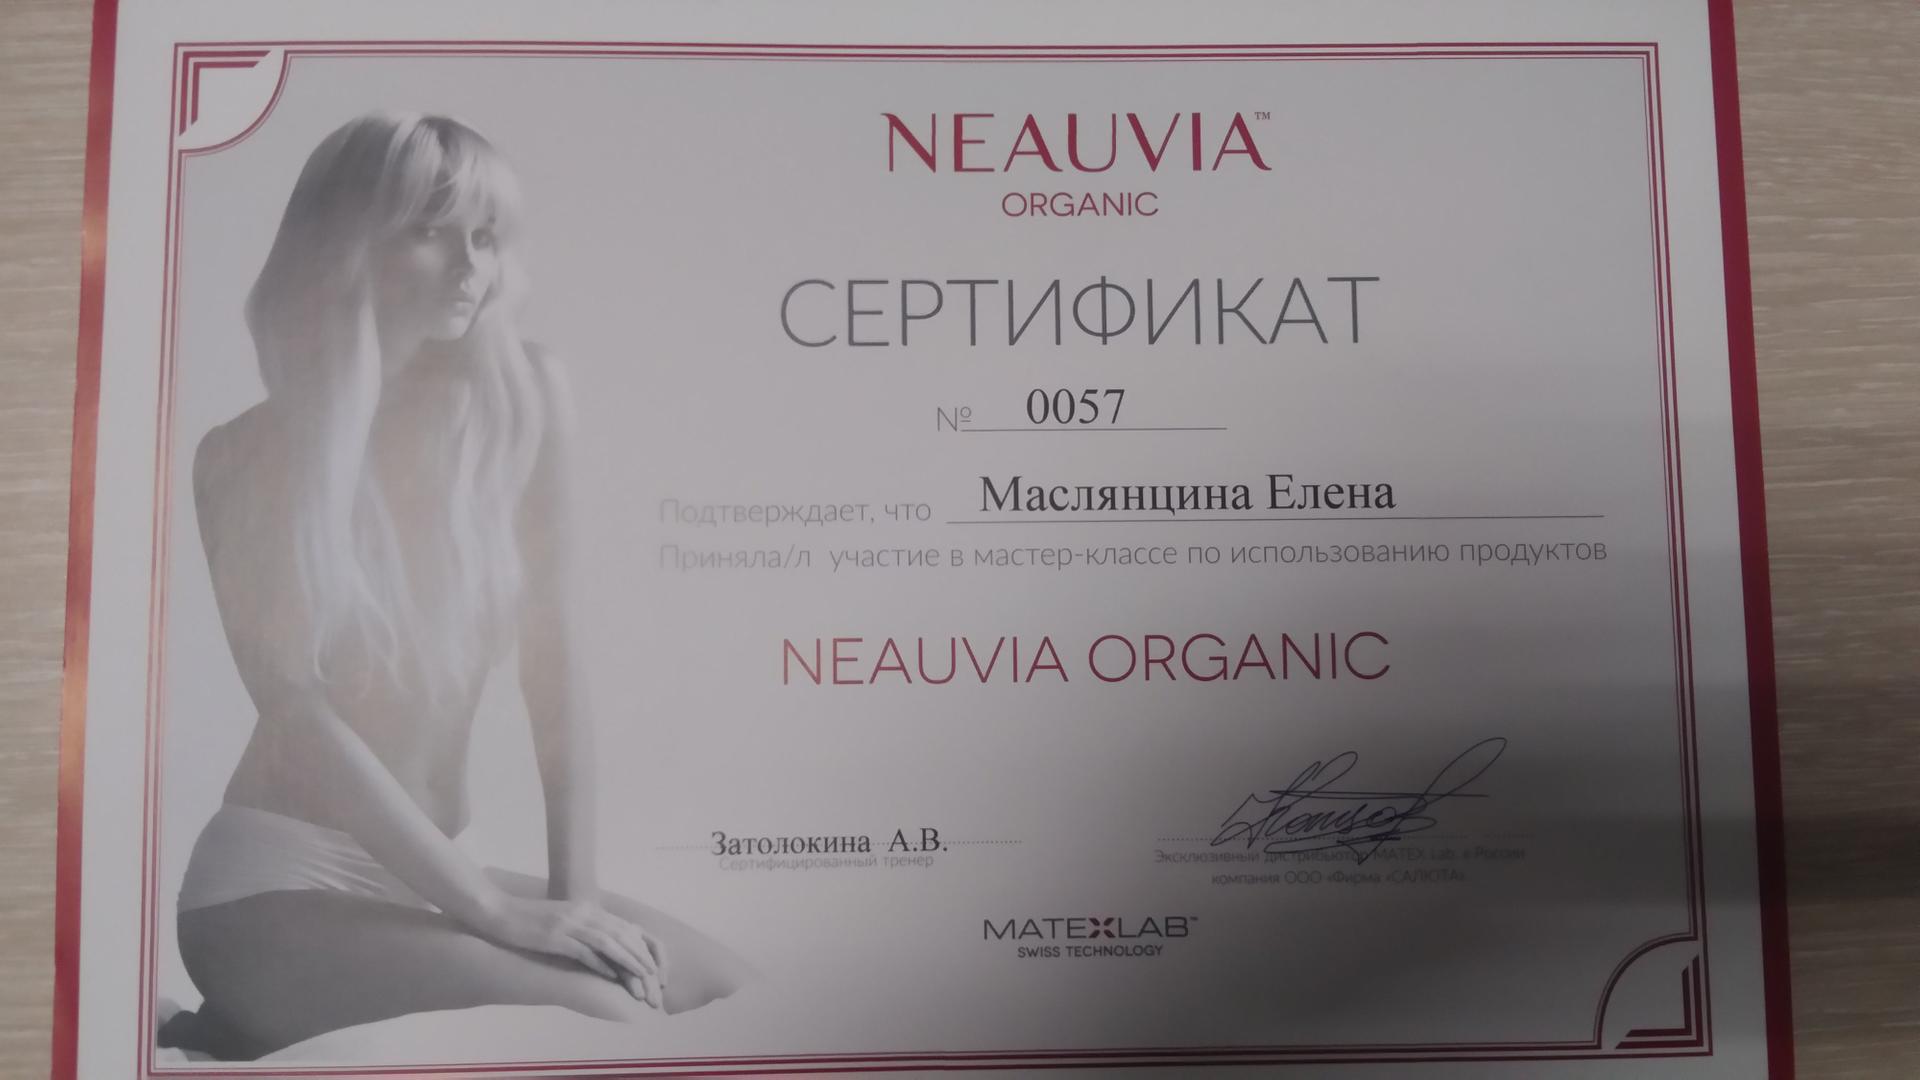 NEAUVIA™
ORGANIC
СЕРТИФИКАТ
№ 0057
Подтверждает, что Маслянцина Елена
Приняла/л участие в мастер-классе по использованию продуктов
NEAUVIA ORGANIC
Затолокина А.В.
Сертифицированный тренер
Эксклюзивный дистрибьютор MATEX Lab. в России
компания ООО «Фирма «САЛЮТА»
MATEXLAB™
SWISS TECHNOLOGY